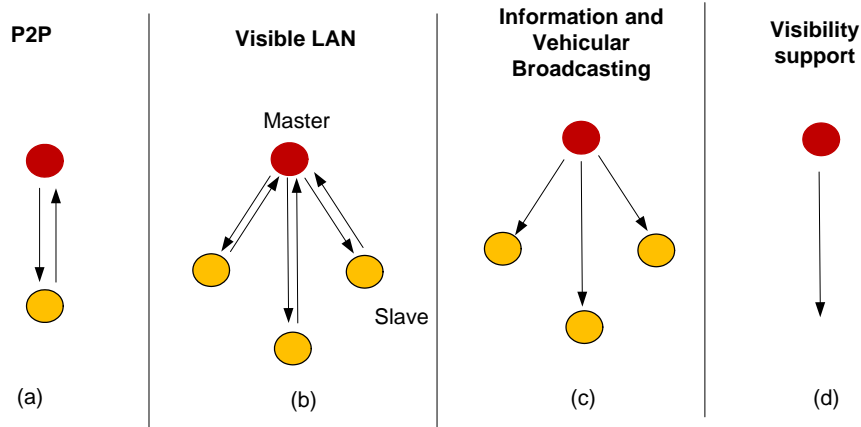 P2P
Visible LAN
Information and
Vehicular
Broadcasting
Visibility
support
Master
Slave
(a)
(b)
(c)
(d)